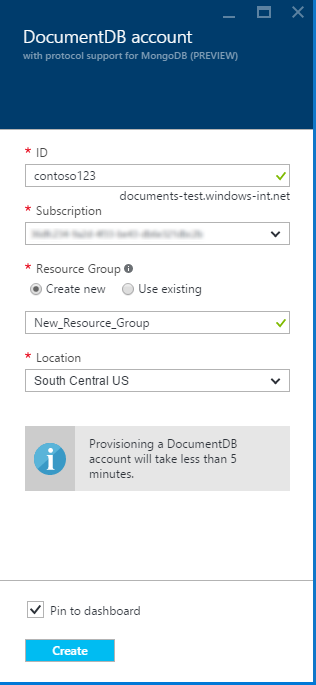 DocumentDB account
with protocol support for MongoDB (PREVIEW)
* ID
contoso123
documents-test.windows-int.net
* Subscription
* Resource Group
Create new Use existing
New_Resource_Group
* Location
South Central US
Provisioning a DocumentDB
account will take less than 5
minutes.
Pin to dashboard
Create